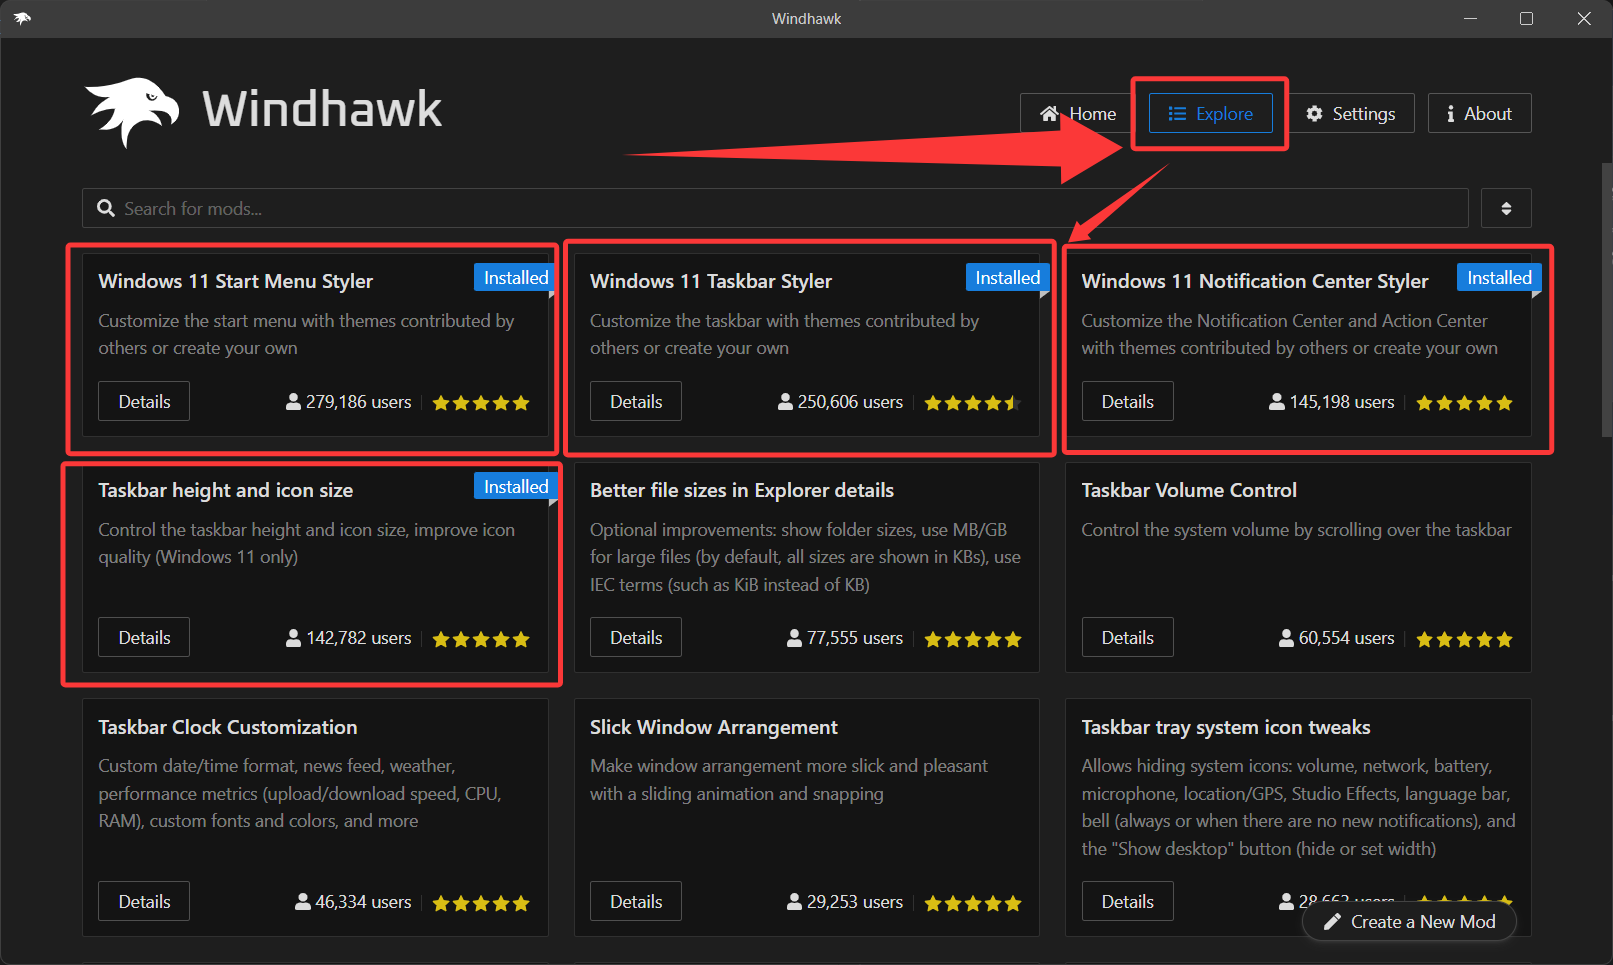 Windhawk
Windhawk
Home
Explore
Settings
About
Search for mods...
Windows 11 Start Menu Styler
Installed
Customize the start menu with themes contributed by
others or create your own
Details
279,186 users
Windows 11 Taskbar Styler
Installed
Customize the taskbar with themes contributed by
others or create your own
Details
250,606 users
Windows 11 Notification Center Styler
Installed
Customize the Notification Center and Action Center
with themes contributed by others or create your own
Details
145,198 users
Taskbar height and icon size
Installed
Control the taskbar height and icon size, improve icon
quality (Windows 11 only)
Details
142,782 users
Better file sizes in Explorer details
Optional improvements: show folder sizes, use MB/GB
for large files (by default, all sizes are shown in KBs), use
IEC terms (such as KiB instead of KB)
Details
77,555 users
Taskbar Volume Control
Control the system volume by scrolling over the taskbar
Details
60,554 users
Taskbar Clock Customization
Custom date/time format, news feed, weather,
performance metrics (upload/download speed, CPU,
RAM), custom fonts and colors, and more
Details
46,334 users
Slick Window Arrangement
Make window arrangement more slick and pleasant
with a sliding animation and snapping
Details
29,253 users
Taskbar tray system icon tweaks
Allows hiding system icons: volume, network, battery,
microphone, location/GPS, Studio Effects, language bar,
bell (always or when there are no new notifications), and
the "Show desktop" button (hide or set width)
Details
users
Create a New Mod